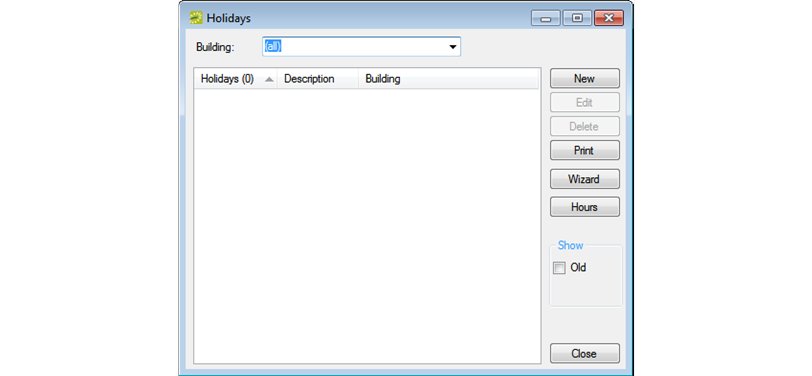 Holidays
Building: (all)
Holidays (0) Description Building
New
Edit
Delete
Print
Wizard
Hours
Show
Old
Close